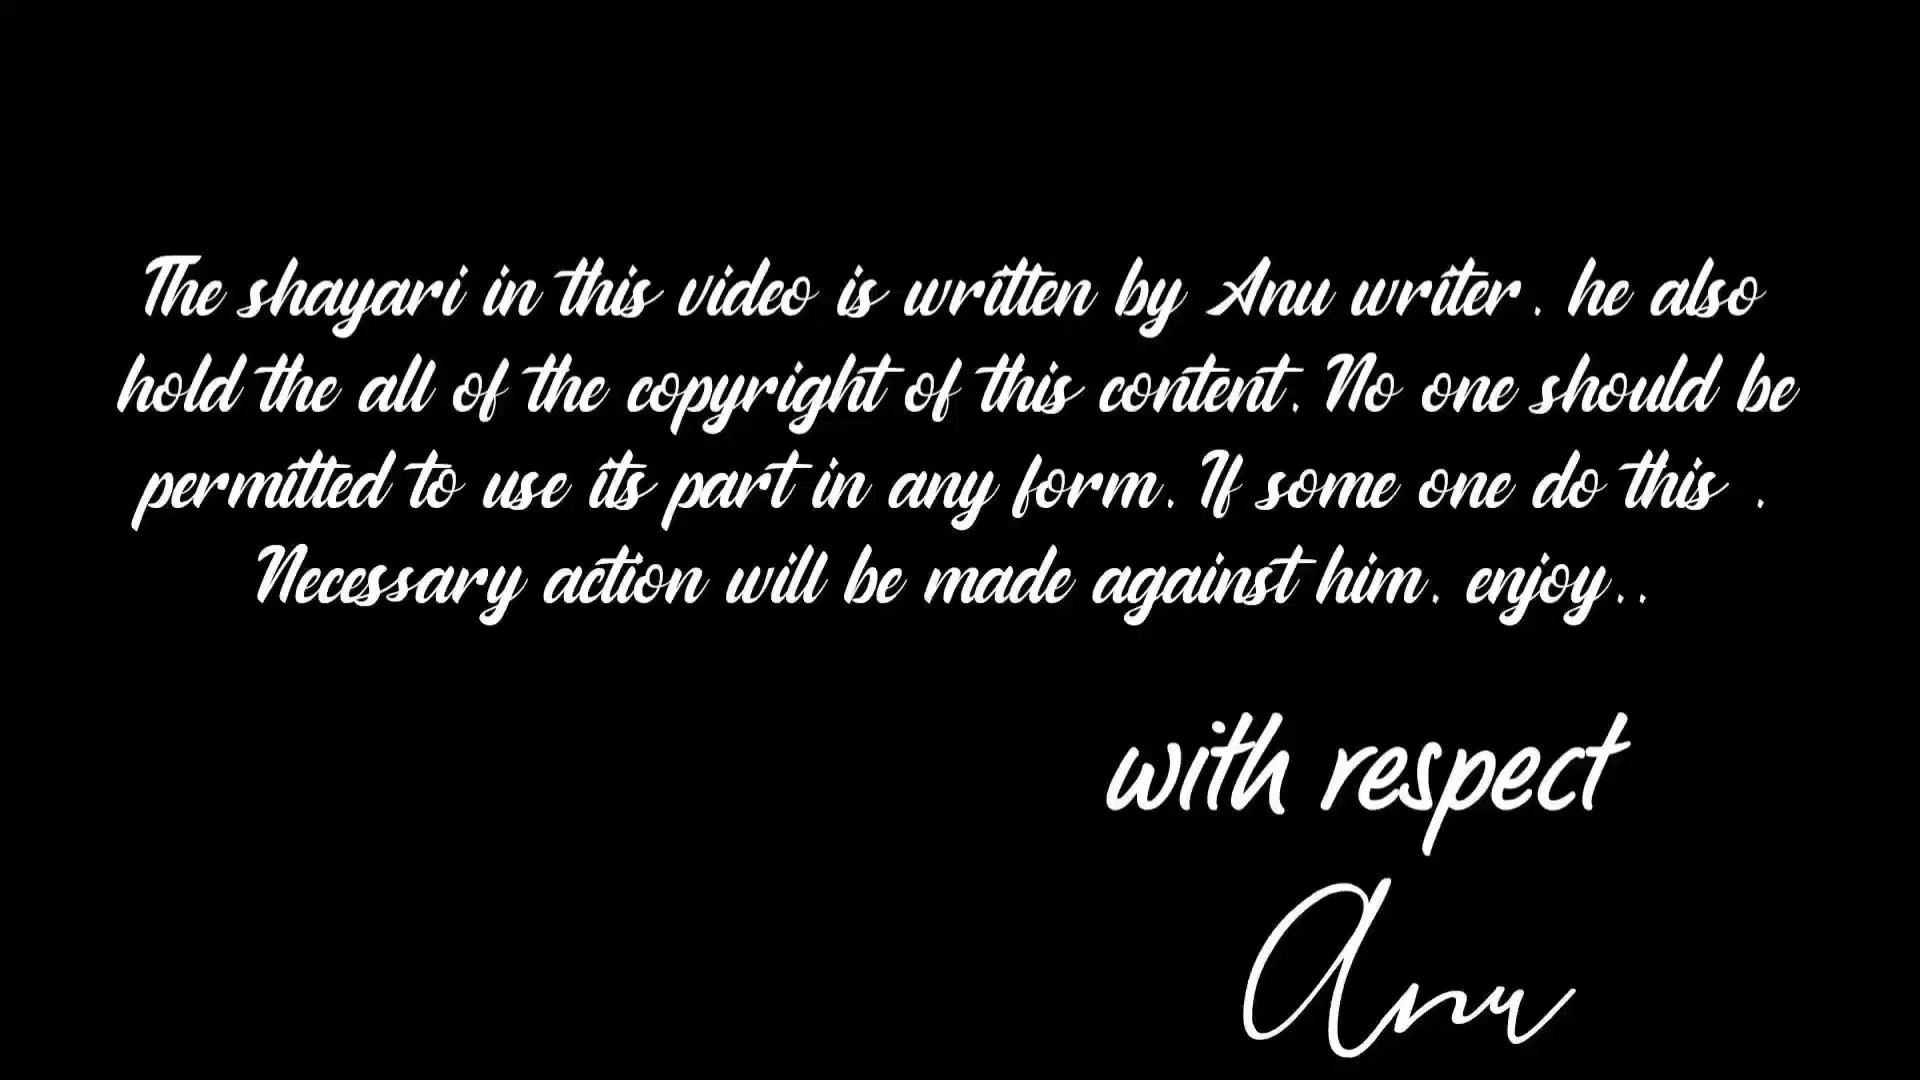 The shayari in this video is written by Anu writer. he also
hold the all of the copyright of this content. No one should be
permitted to use its part in any form. If some one do this .
Necessary action will be made against him. enjoy..
with respect
Anu